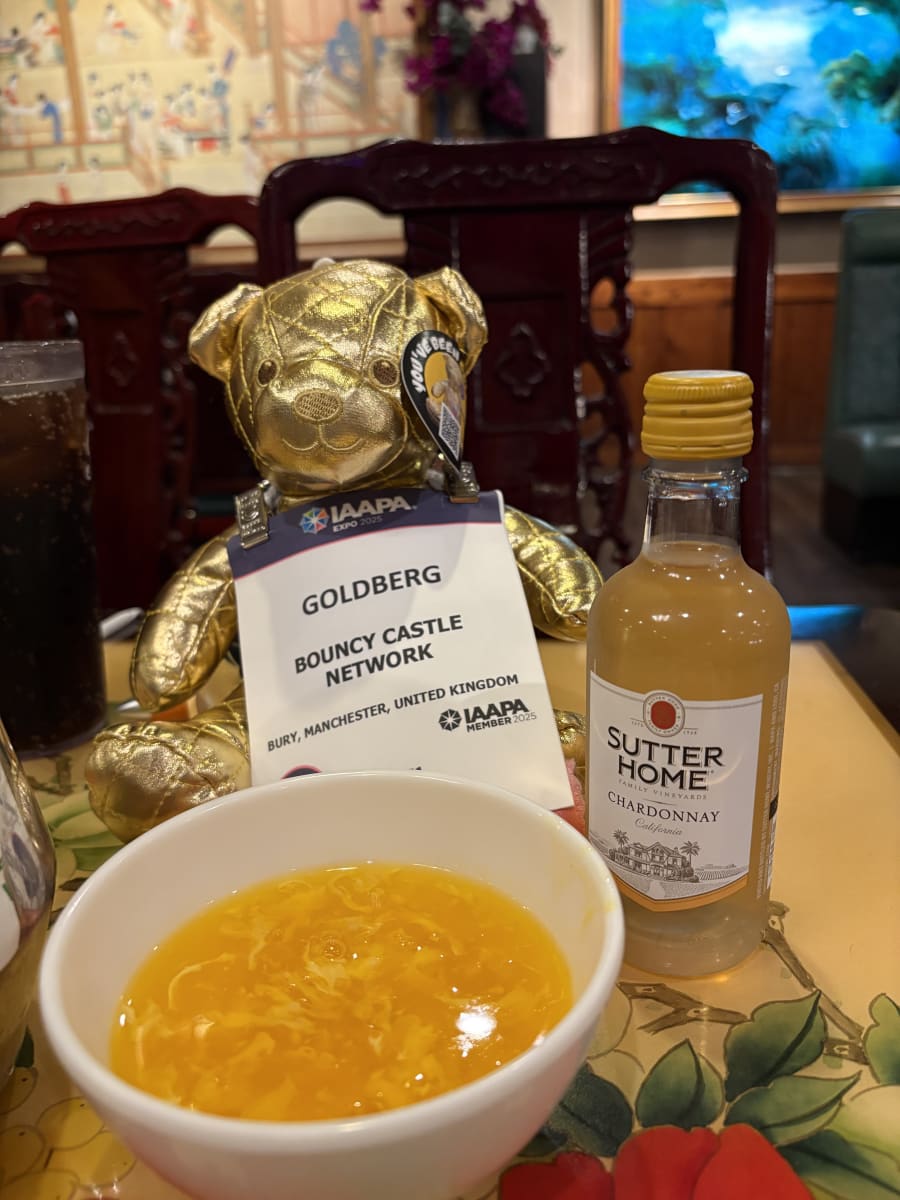 YOU'VE BEEN
IAAPA
EXPO 2025
GOLDBERG
BOUNCY CASTLE
NETWORK
BURY, MANCHESTER, UNITED KINGDOM
IAAPA
MEMBER 2025
SUTTER
HOME
FAMILY VINEYARDS
CHARDONNAY
California